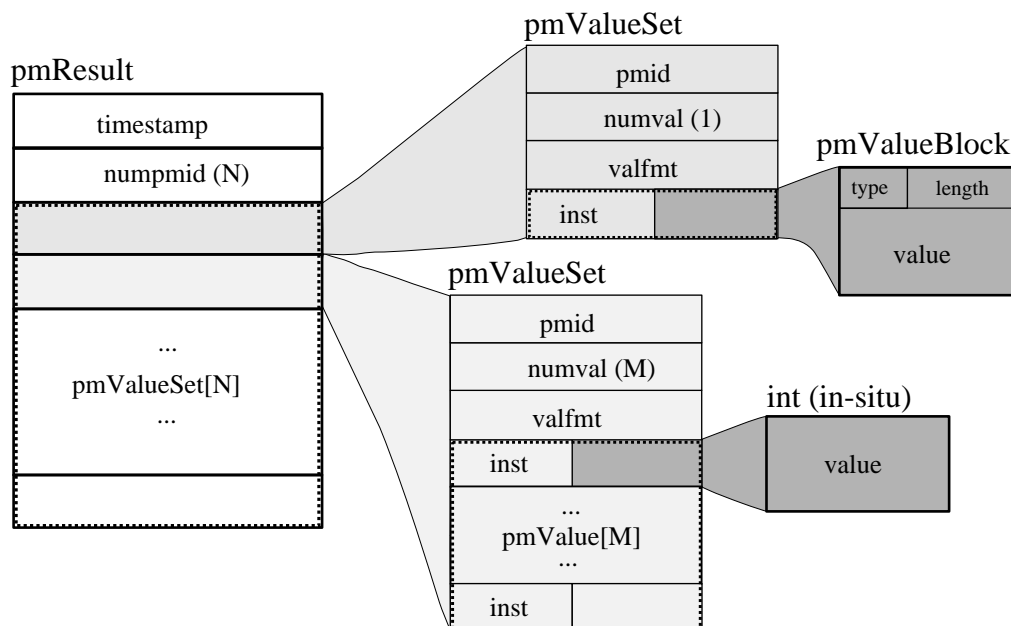 pmResult
timestamp
numpmid (N)
...
pmValueSet[N]
...
pmValueSet
pmid
numval (1)
valfmt
inst
pmValueBlock
type length
value
pmValueSet
pmid
numval (M)
valfmt
inst
...
pmValue[M]
...
inst
int (in-situ)
value